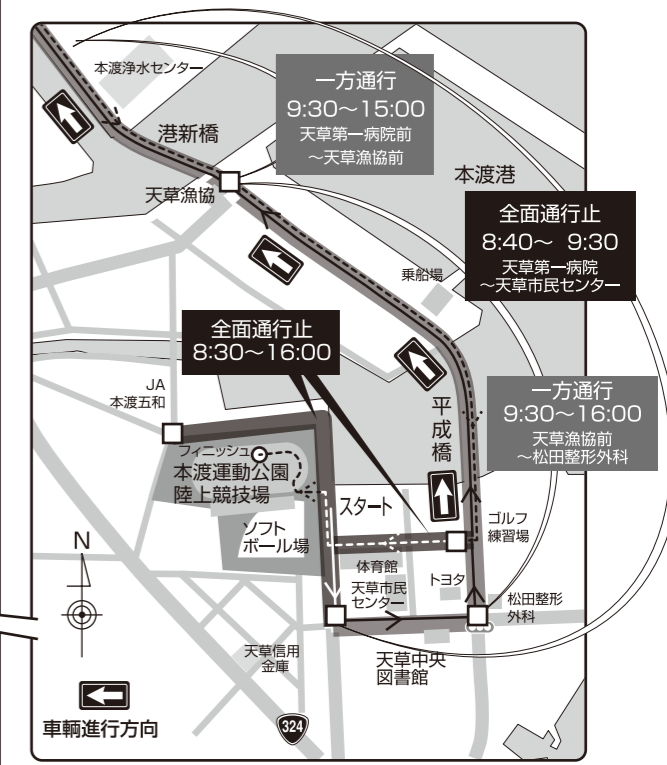 本渡浄水センター
一方通行
9:30～15:00
天草第一病院前
～天草漁協前
港新橋
天草漁協
本渡港
全面通行止
8:40～ 9:30
天草第一病院
～天草市民センター
乗船場
全面通行止
8:30～16:00
JA
本渡五和
平成橋
一方通行
9:30～16:00
天草漁協前
～松田整形外科
フィニッシュ
本渡運動公園
陸上競技場
スタート
ソフト
ボール場
ゴルフ
練習場
N
体育館
トヨタ
天草市民
センター
松田整形
外科
天草信用
金庫
天草中央
図書館
車輌進行方向
324